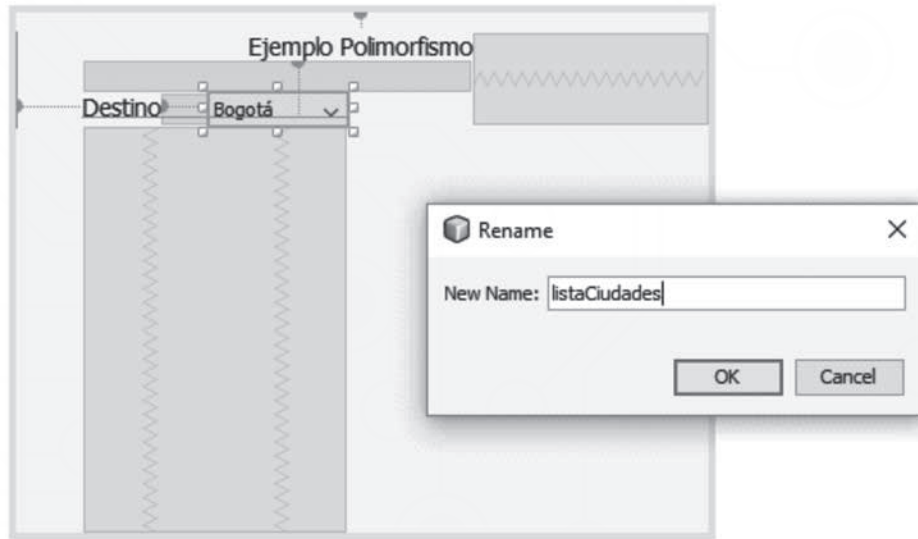 Ejemplo Polimorfismo
Destino
Bogotá
Rename
New Name: listaCiudades
OK Cancel